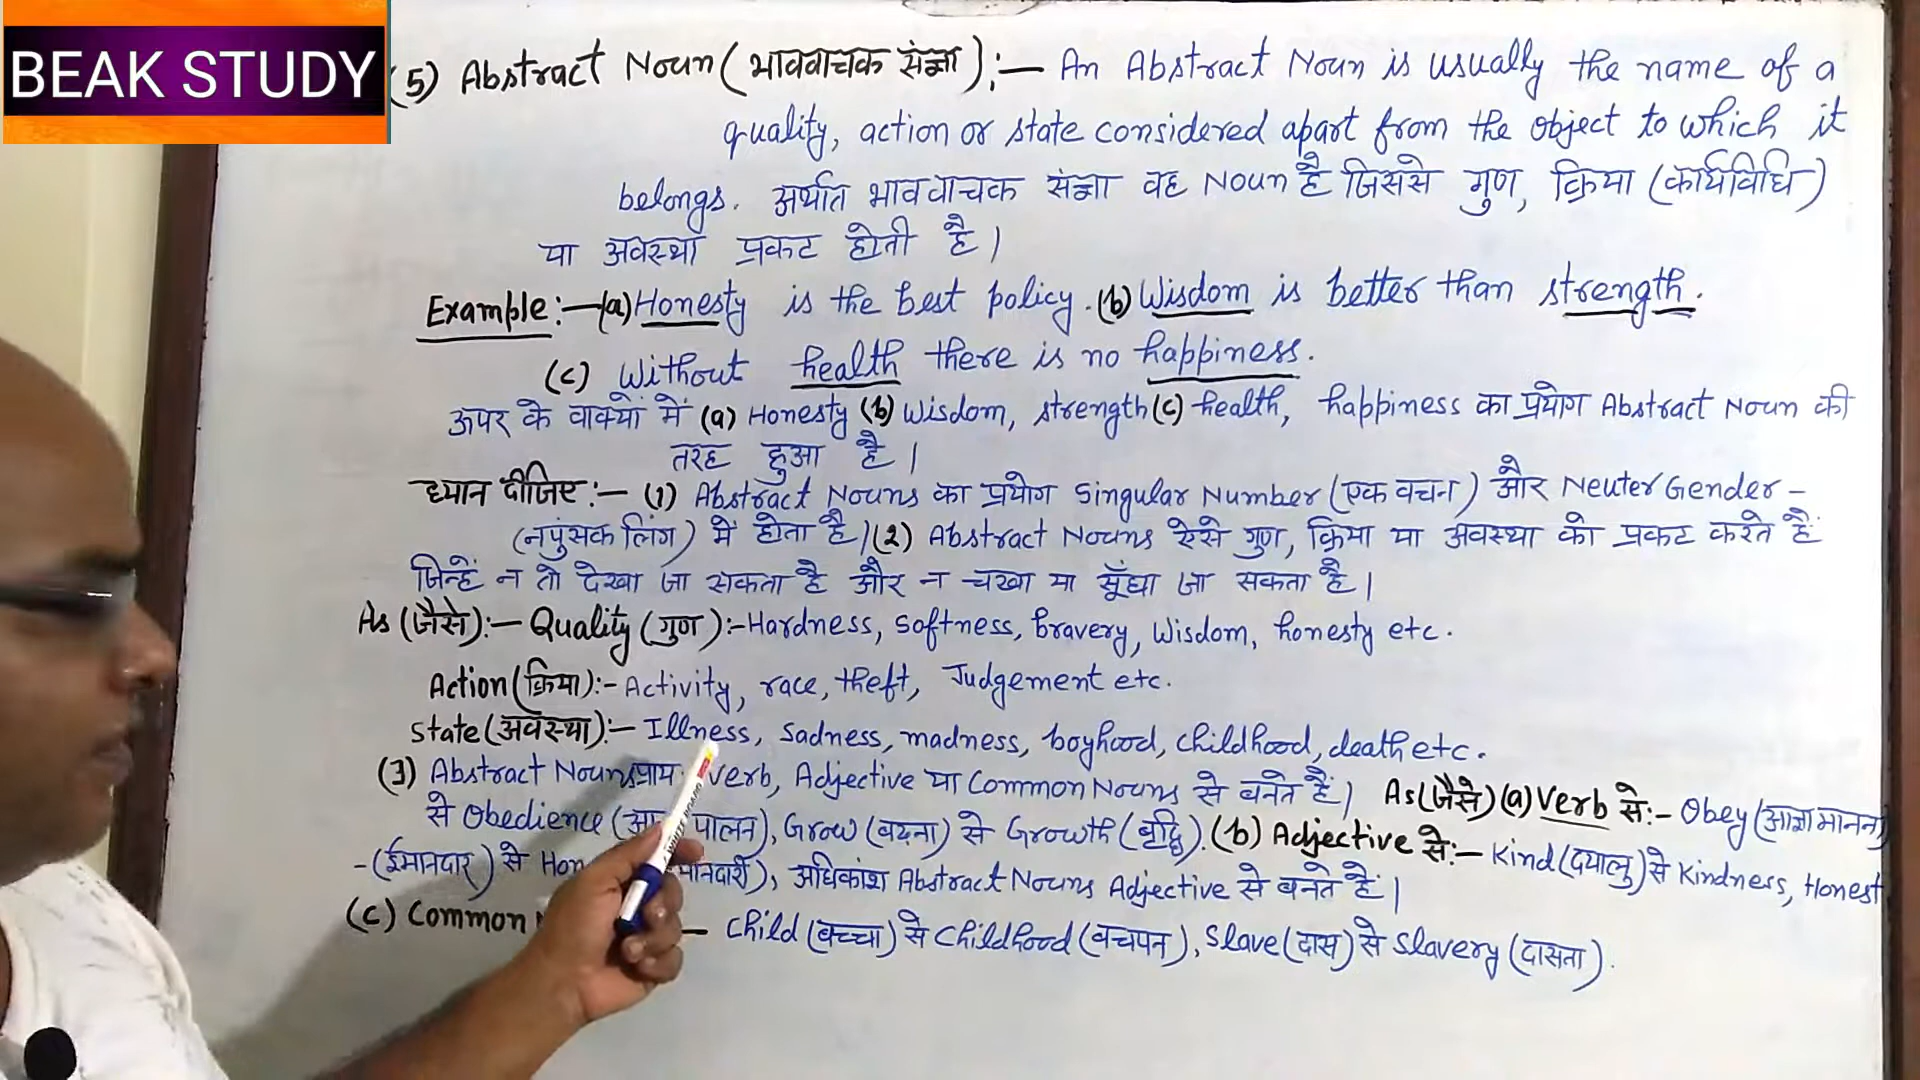 BEAK STUDY
(5) Abstract Noun (भाववाचक संज्ञा) :— An Abstract Noun is usually the name of a
quality, action or state considered apart from the object to which it
belongs. अर्थात भाववाचक संज्ञा वह Noun है जिससे गुण, क्रिया (कार्यविधि)
या अवस्था प्रकट होती है।
Example :— (a) Honesty is the best policy. (b) Wisdom is better than strength.
(c) Without health there is no happiness.
ऊपर के वाक्यों में (a) Honesty (b) Wisdom, strength (c) health, happiness का प्रयोग Abstract Noun की
तरह हुआ है।
ध्यान दीजिए :— (1) Abstract Nouns का प्रयोग Singular Number (एक वचन) और Neuter Gender -
(नपुंसक लिंग) में होता है। (2) Abstract Nouns ऐसे गुण, क्रिया या अवस्था को प्रकट करते हैं
जिन्हें न तो देखा जा सकता है और न चखा या सूँघा जा सकता है।
As (जैसे) :— Quality (गुण) :- Hardness, softness, bravery, wisdom, honesty etc.
Action (क्रिया) :- Activity, race, theft, Judgement etc.
State (अवस्था) :— Illness, sadness, madness, boyhood, childhood, death etc.
(3) Abstract Nouns प्राय Verb, Adjective या Common Nouns से बनते हैं। As (जैसे) (a) Verb से :- Obey (आज्ञा मानना)
से Obedience (आ पालन), Grow (बढ़ना) से Growth (वृद्धि). (b) Adjective से :— Kind (दयालु) से Kindness, Honest
- (ईमानदार) से Hon मानदारी), अधिकांश Abstract Nouns Adjective से बनते हैं।
(c) Common — Child (बच्चा) से Childhood (बचपन), Slave (दास) से Slavery (दासता).